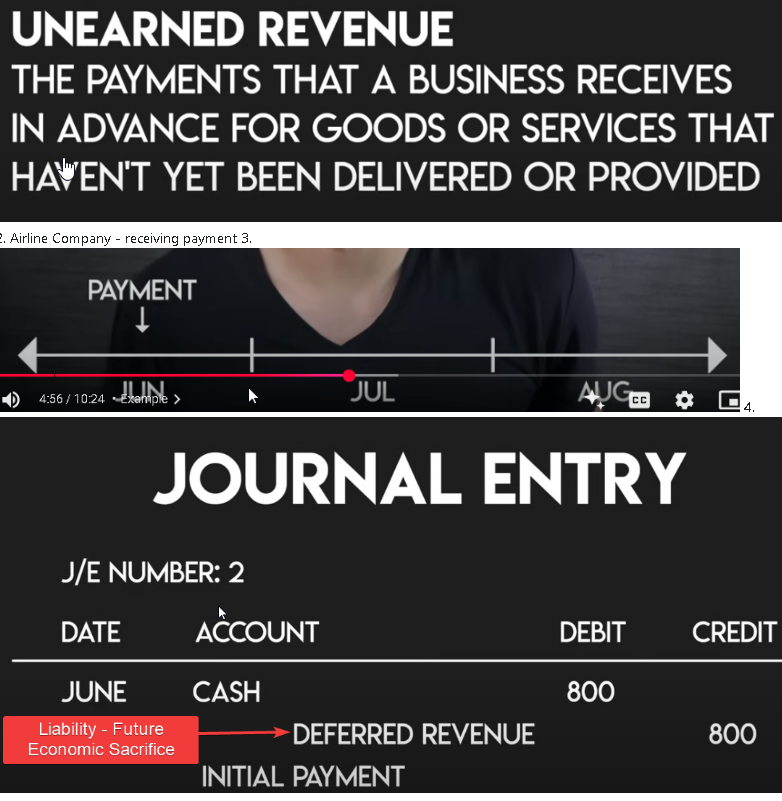 UNEARNED REVENUE
THE PAYMENTS THAT A BUSINESS RECEIVES
IN ADVANCE FOR GOODS OR SERVICES THAT
HAVEN'T YET BEEN DELIVERED OR PROVIDED
2. Airline Company - receiving payment 3.
PAYMENT
JUN JUL AUG
4:56 / 10:24 • Example CC
4.
JOURNAL ENTRY
J/E NUMBER: 2
DATE ACCOUNT DEBIT CREDIT
JUNE CASH 800
Liability - Future
Economic Sacrifice
DEFERRED REVENUE 800
INITIAL PAYMENT